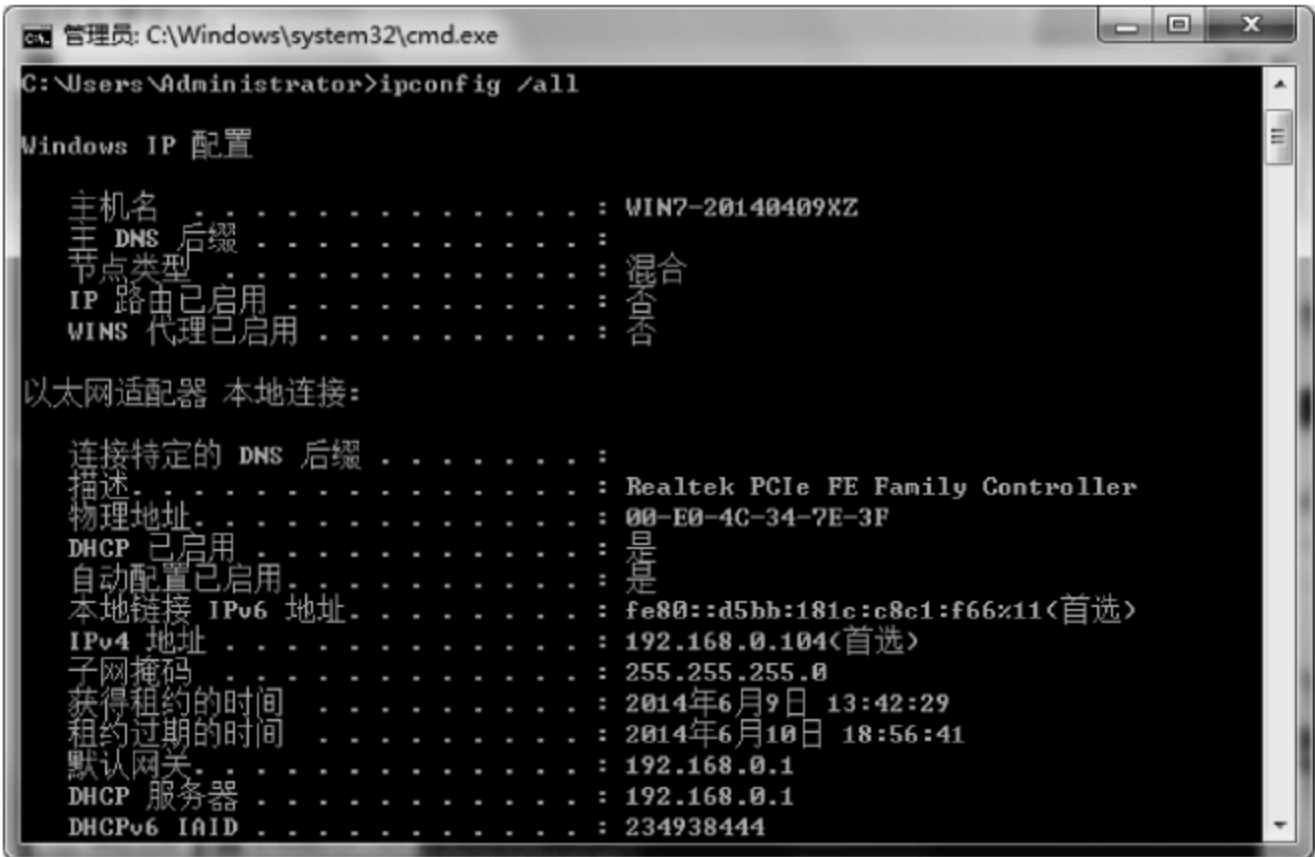 管理员: C:\Windows\system32\cmd.exe
C:\Users\Administrator>ipconfig /all
Windows IP 配置
主机名 . . . . . . . . . . . . . : WIN7-20140409XZ
主 DNS 后缀 . . . . . . . . . . . :
节点类型 . . . . . . . . . . . . : 混合
IP 路由已启用 . . . . . . . . . . : 否
WINS 代理已启用 . . . . . . . . . : 否
以太网适配器 本地连接:
连接特定的 DNS 后缀 . . . . . . . :
描述. . . . . . . . . . . . . . . : Realtek PCIe FE Family Controller
物理地址. . . . . . . . . . . . . : 00-E0-4C-34-7E-3F
DHCP 已启用 . . . . . . . . . . . : 是
自动配置已启用. . . . . . . . . . : 是
本地链接 IPv6 地址. . . . . . . . : fe80::d5bb:181c:c8c1:f66%11(首选)
IPv4 地址 . . . . . . . . . . . . : 192.168.0.104(首选)
子网掩码 . . . . . . . . . . . . : 255.255.255.0
获得租约的时间 . . . . . . . . . : 2014年6月9日 13:42:29
租约过期的时间 . . . . . . . . . : 2014年6月10日 18:56:41
默认网关. . . . . . . . . . . . . : 192.168.0.1
DHCP 服务器 . . . . . . . . . . . : 192.168.0.1
DHCPv6 IAID . . . . . . . . . . . : 234938444